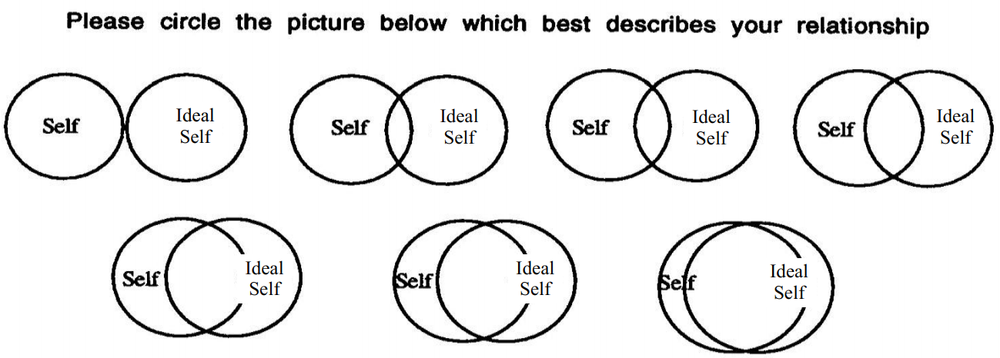 Please circle the picture below which best describes your relationship
Self
Ideal
Self
Self
Ideal
Self
Self
Ideal
Self
Self
Ideal
Self
Self
Ideal
Self
Self
Ideal
Self
Self
Ideal
Self